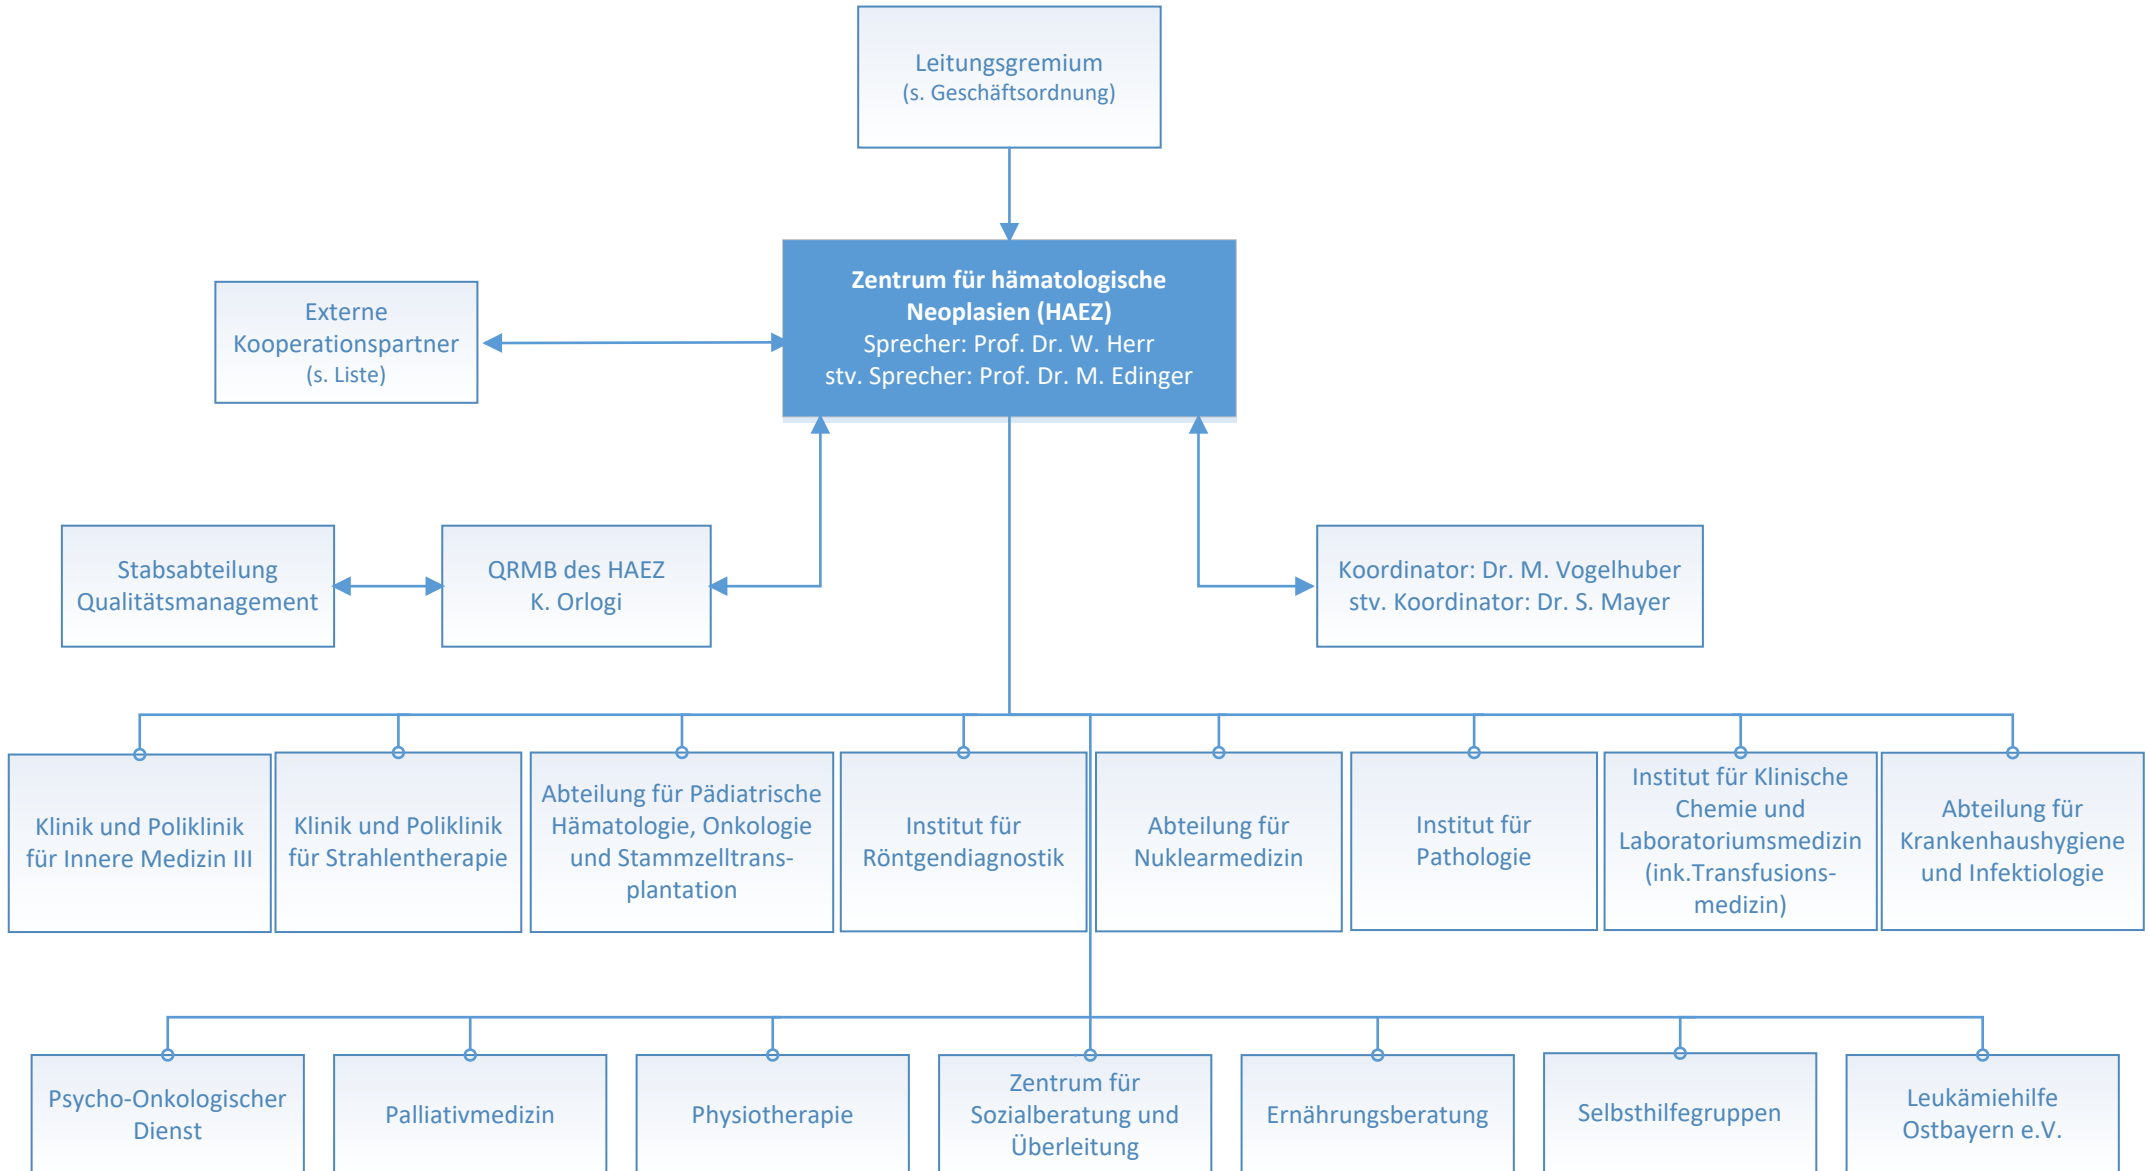 Leitungsgremium
(s. Geschäftsordnung)
Zentrum für hämatologische
Neoplasien (HAEZ)
Sprecher: Prof. Dr. W. Herr
stv. Sprecher: Prof. Dr. M. Edinger
Externe
Kooperationspartner
(s. Liste)
Stabsabteilung
Qualitätsmanagement
QRMB des HAEZ
K. Orlogi
Koordinator: Dr. M. Vogelhuber
stv. Koordinator: Dr. S. Mayer
Klinik und Poliklinik
für Innere Medizin III
Klinik und Poliklinik
für Strahlentherapie
Abteilung für Pädiatrische
Hämatologie, Onkologie
und Stammzelltrans-
plantation
Institut für
Röntgendiagnostik
Abteilung für
Nuklearmedizin
Institut für
Pathologie
Institut für Klinische
Chemie und
Laboratoriumsmedizin
(ink.Transfusions-
medizin)
Abteilung für
Krankenhaushygiene
und Infektiologie
Psycho-Onkologischer
Dienst
Palliativmedizin
Physiotherapie
Zentrum für
Sozialberatung und
Überleitung
Ernährungsberatung
Selbsthilfegruppen
Leukämiehilfe
Ostbayern e.V.